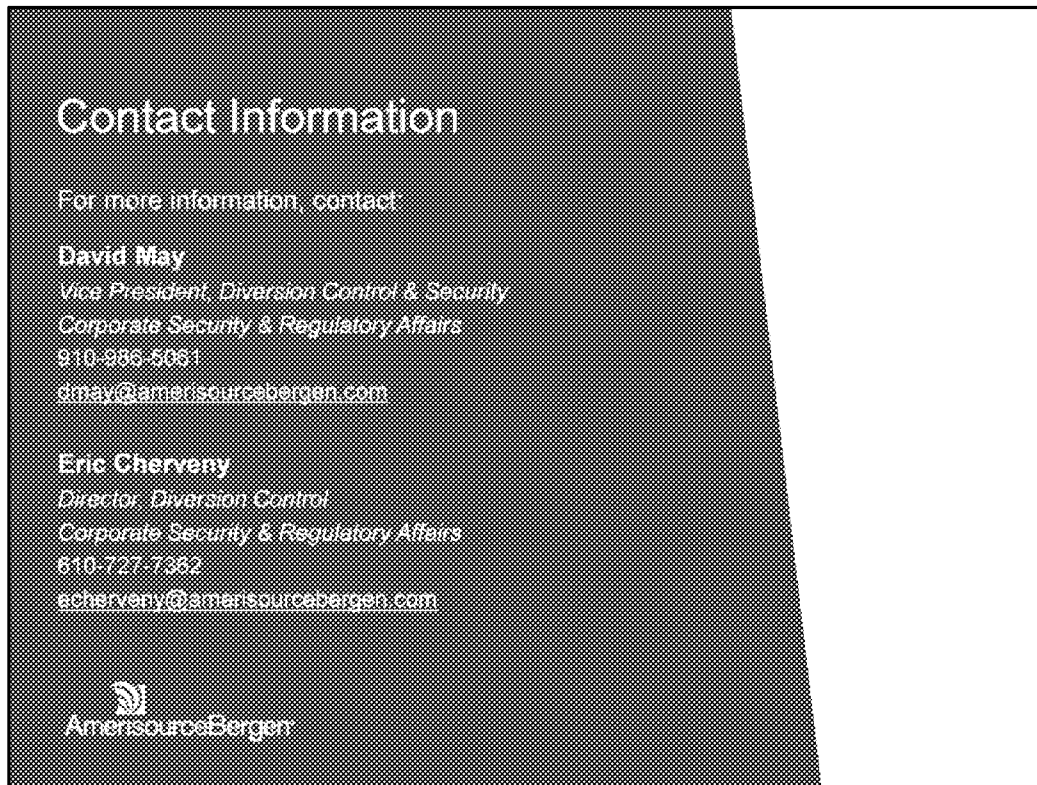 Contact Information
For more information, contact:
David May
Vice President, Diversion Control & Security
Corporate Security & Regulatory Affairs
910-986-5061
dmay@amerisourcebergen.com
Eric Cherveny
Director, Diversion Control
Corporate Security & Regulatory Affairs
610-727-7362
echerveny@amerisourcebergen.com
AmerisourceBergen